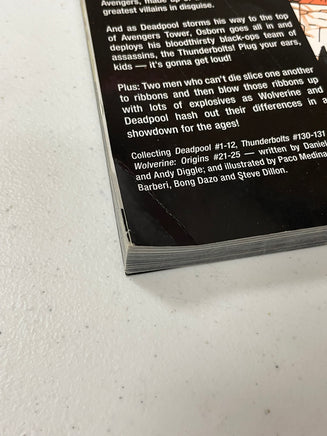 Avengers, made up of
greatest villains in disguise.
And as Deadpool storms his way to the top
of Avengers Tower, Osborn goes all in and
deploys his bloodthirsty black-ops team of
assassins, the Thunderbolts! Plug your ears,
kids — it's gonna get loud!
Plus: Two men who can't die slice one another
to ribbons and then blow those ribbons up
with lots of explosives as Wolverine and
Deadpool hash out their differences in a
showdown for the ages!
Collecting Deadpool #1-12, Thunderbolts #130-131
Wolverine: Origins #21-25 — written by Daniel
and Andy Diggle; and illustrated by Paco Medina
Barberi, Bong Dazo and Steve Dillon.